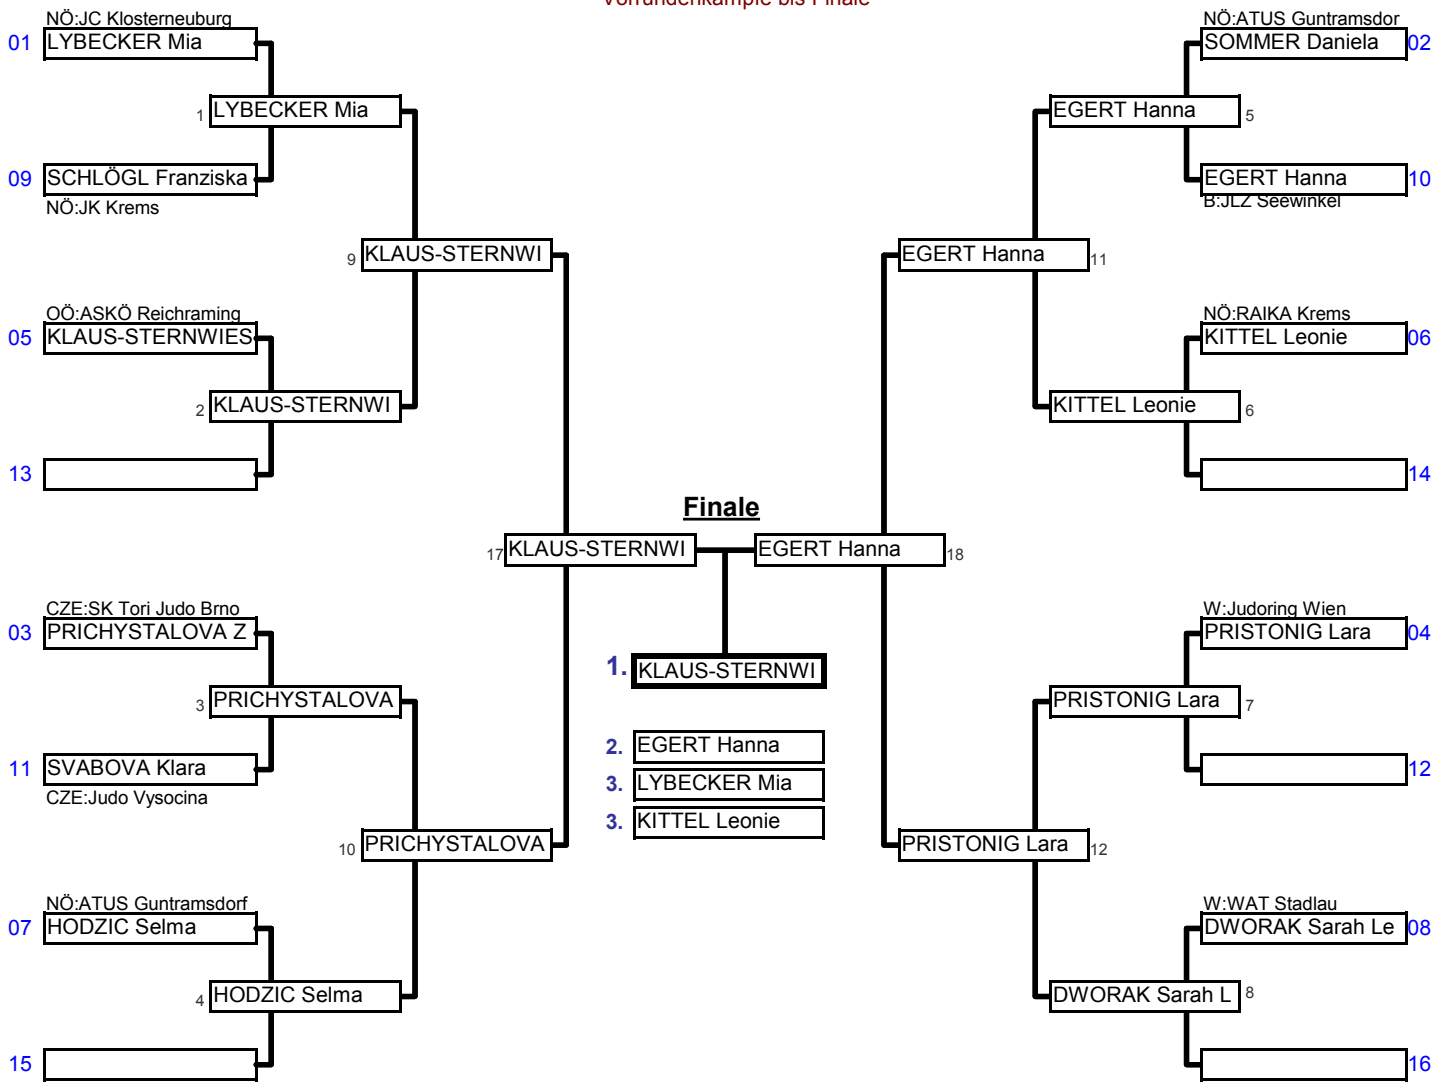 Vorrundenkämpfe bis Finale
NÖ:JC Klosterneuburg
01 LYBECKER Mia
1 LYBECKER Mia
09 SCHLÖGL Franziska
NÖ:JK Krems
9 KLAUS-STERNWI
OÖ:ASKÖ Reichraming
05 KLAUS-STERNWIES
2 KLAUS-STERNWI
13
17 KLAUS-STERNWI
CZE:SK Tori Judo Brno
03 PRICHYSTALOVA Z
3 PRICHYSTALOVA
11 SVABOVA Klara
CZE:Judo Vysocina
10 PRICHYSTALOVA
NÖ:ATUS Guntramsdorf
07 HODZIC Selma
4 HODZIC Selma
15
Finale
1. KLAUS-STERNWI
2. EGERT Hanna
3. LYBECKER Mia
3. KITTEL Leonie
NÖ:ATUS Guntramsdor
SOMMER Daniela 02
EGERT Hanna 5
EGERT Hanna 10
B:JLZ Seewinkel
EGERT Hanna 11
NÖ:RAIKA Krems
KITTEL Leonie 06
KITTEL Leonie 6
14
EGERT Hanna 18
W:Judoring Wien
PRISTONIG Lara 04
PRISTONIG Lara 7
12
PRISTONIG Lara 12
W:WAT Stadlau
DWORAK Sarah Le 08
DWORAK Sarah L 8
16